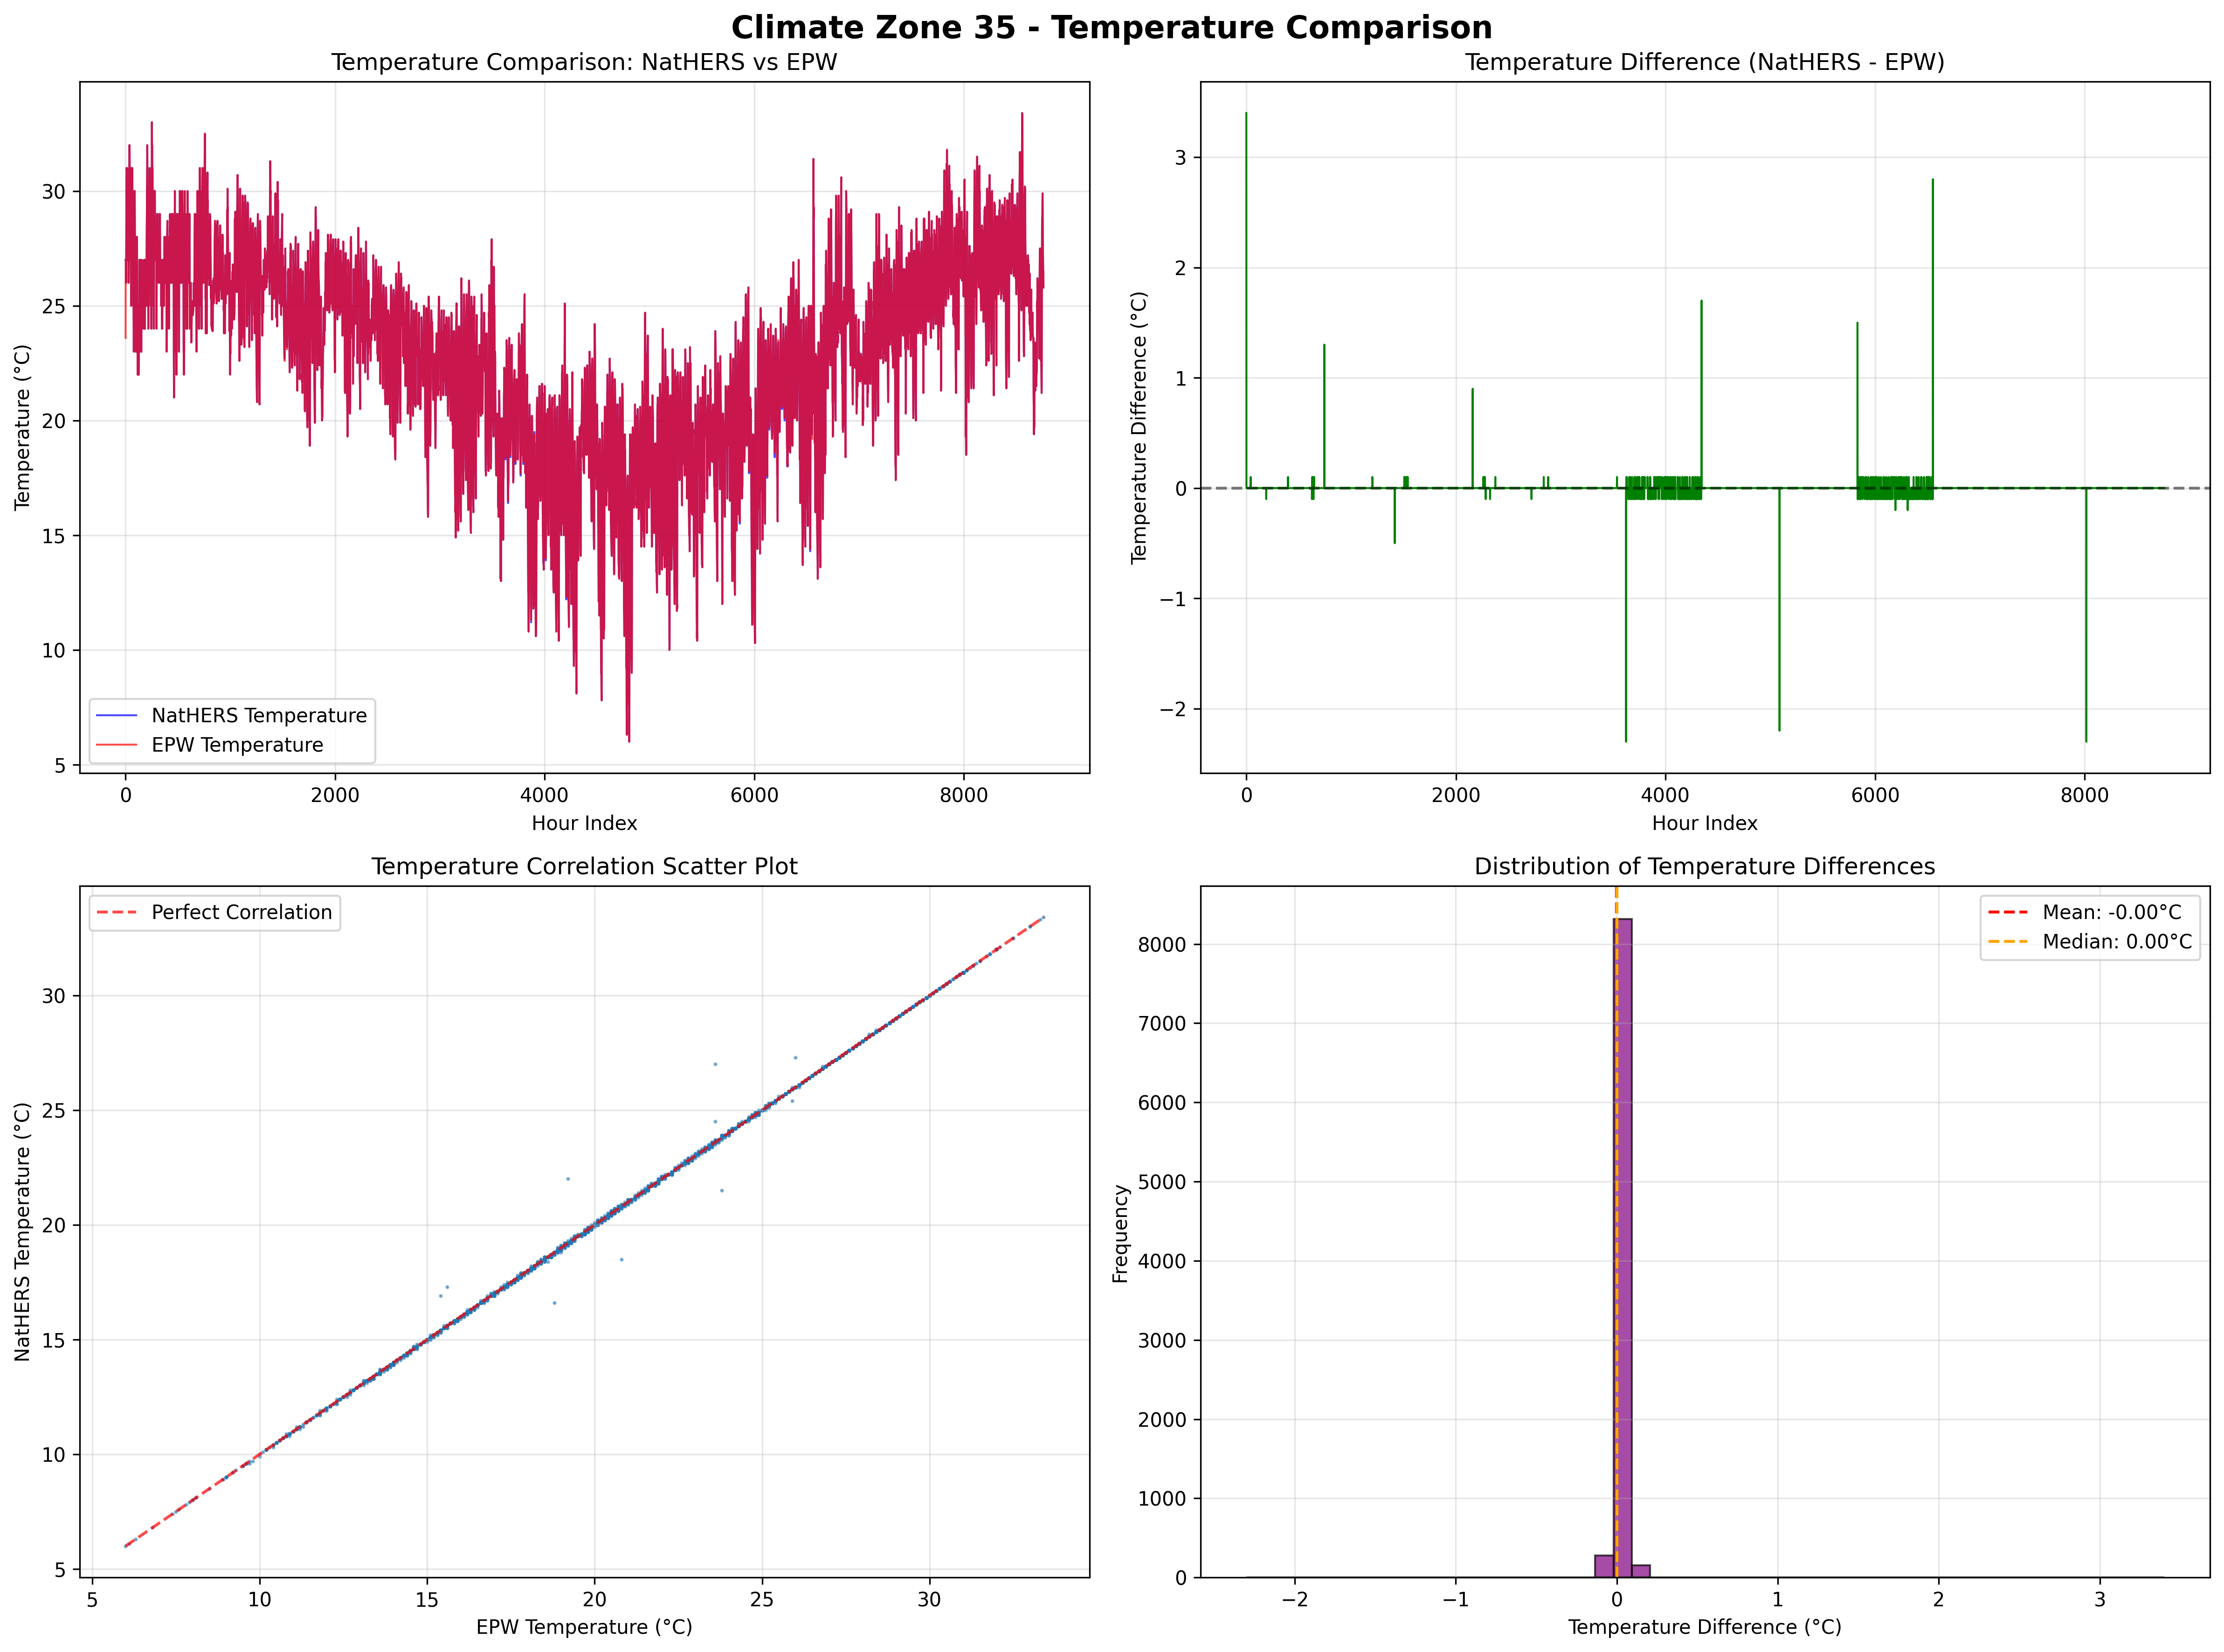 Climate Zone 35 - Temperature Comparison
Temperature Comparison: NatHERS vs EPW
Temperature (°C)
30
25
20
15
10
5
0
2000
4000
6000
8000
Hour Index
NatHERS Temperature
EPW Temperature
Temperature Difference (NatHERS - EPW)
Temperature Difference (°C)
3
2
1
0
−1
−2
0
2000
4000
6000
8000
Hour Index
Temperature Correlation Scatter Plot
Perfect Correlation
NatHERS Temperature (°C)
30
25
20
15
10
5
5
10
15
20
25
30
EPW Temperature (°C)
Distribution of Temperature Differences
Mean: -0.00°C
Median: 0.00°C
Frequency
8000
7000
6000
5000
4000
3000
2000
1000
0
−2
−1
0
1
2
3
Temperature Difference (°C)